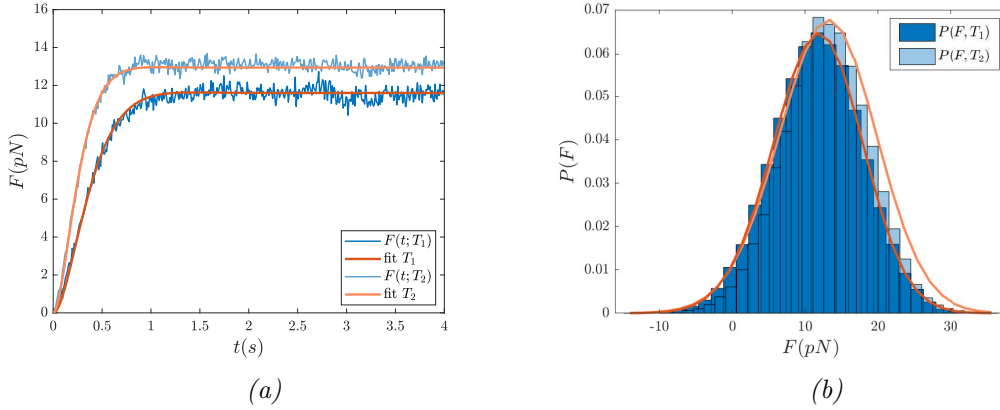 16
14
12
10
8
6
4
2
0
F(pN)
0
0.5
1
1.5
2
2.5
3
3.5
4
t(s)
F(t; T₁)
fit T₁
F(t; T₂)
fit T₂
(a)
0.07
0.06
0.05
0.04
0.03
0.02
0.01
0
P(F)
-10
0
10
20
30
F(pN)
P(F, T₁)
P(F, T₂)
(b)